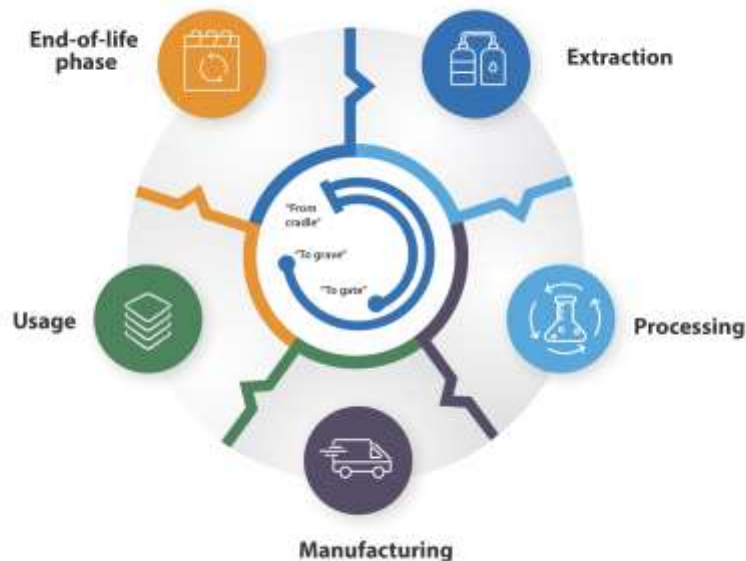 End-of-life
phase
Extraction
"From
cradle"
"To grave"
"To gate"
Usage
Processing
Manufacturing